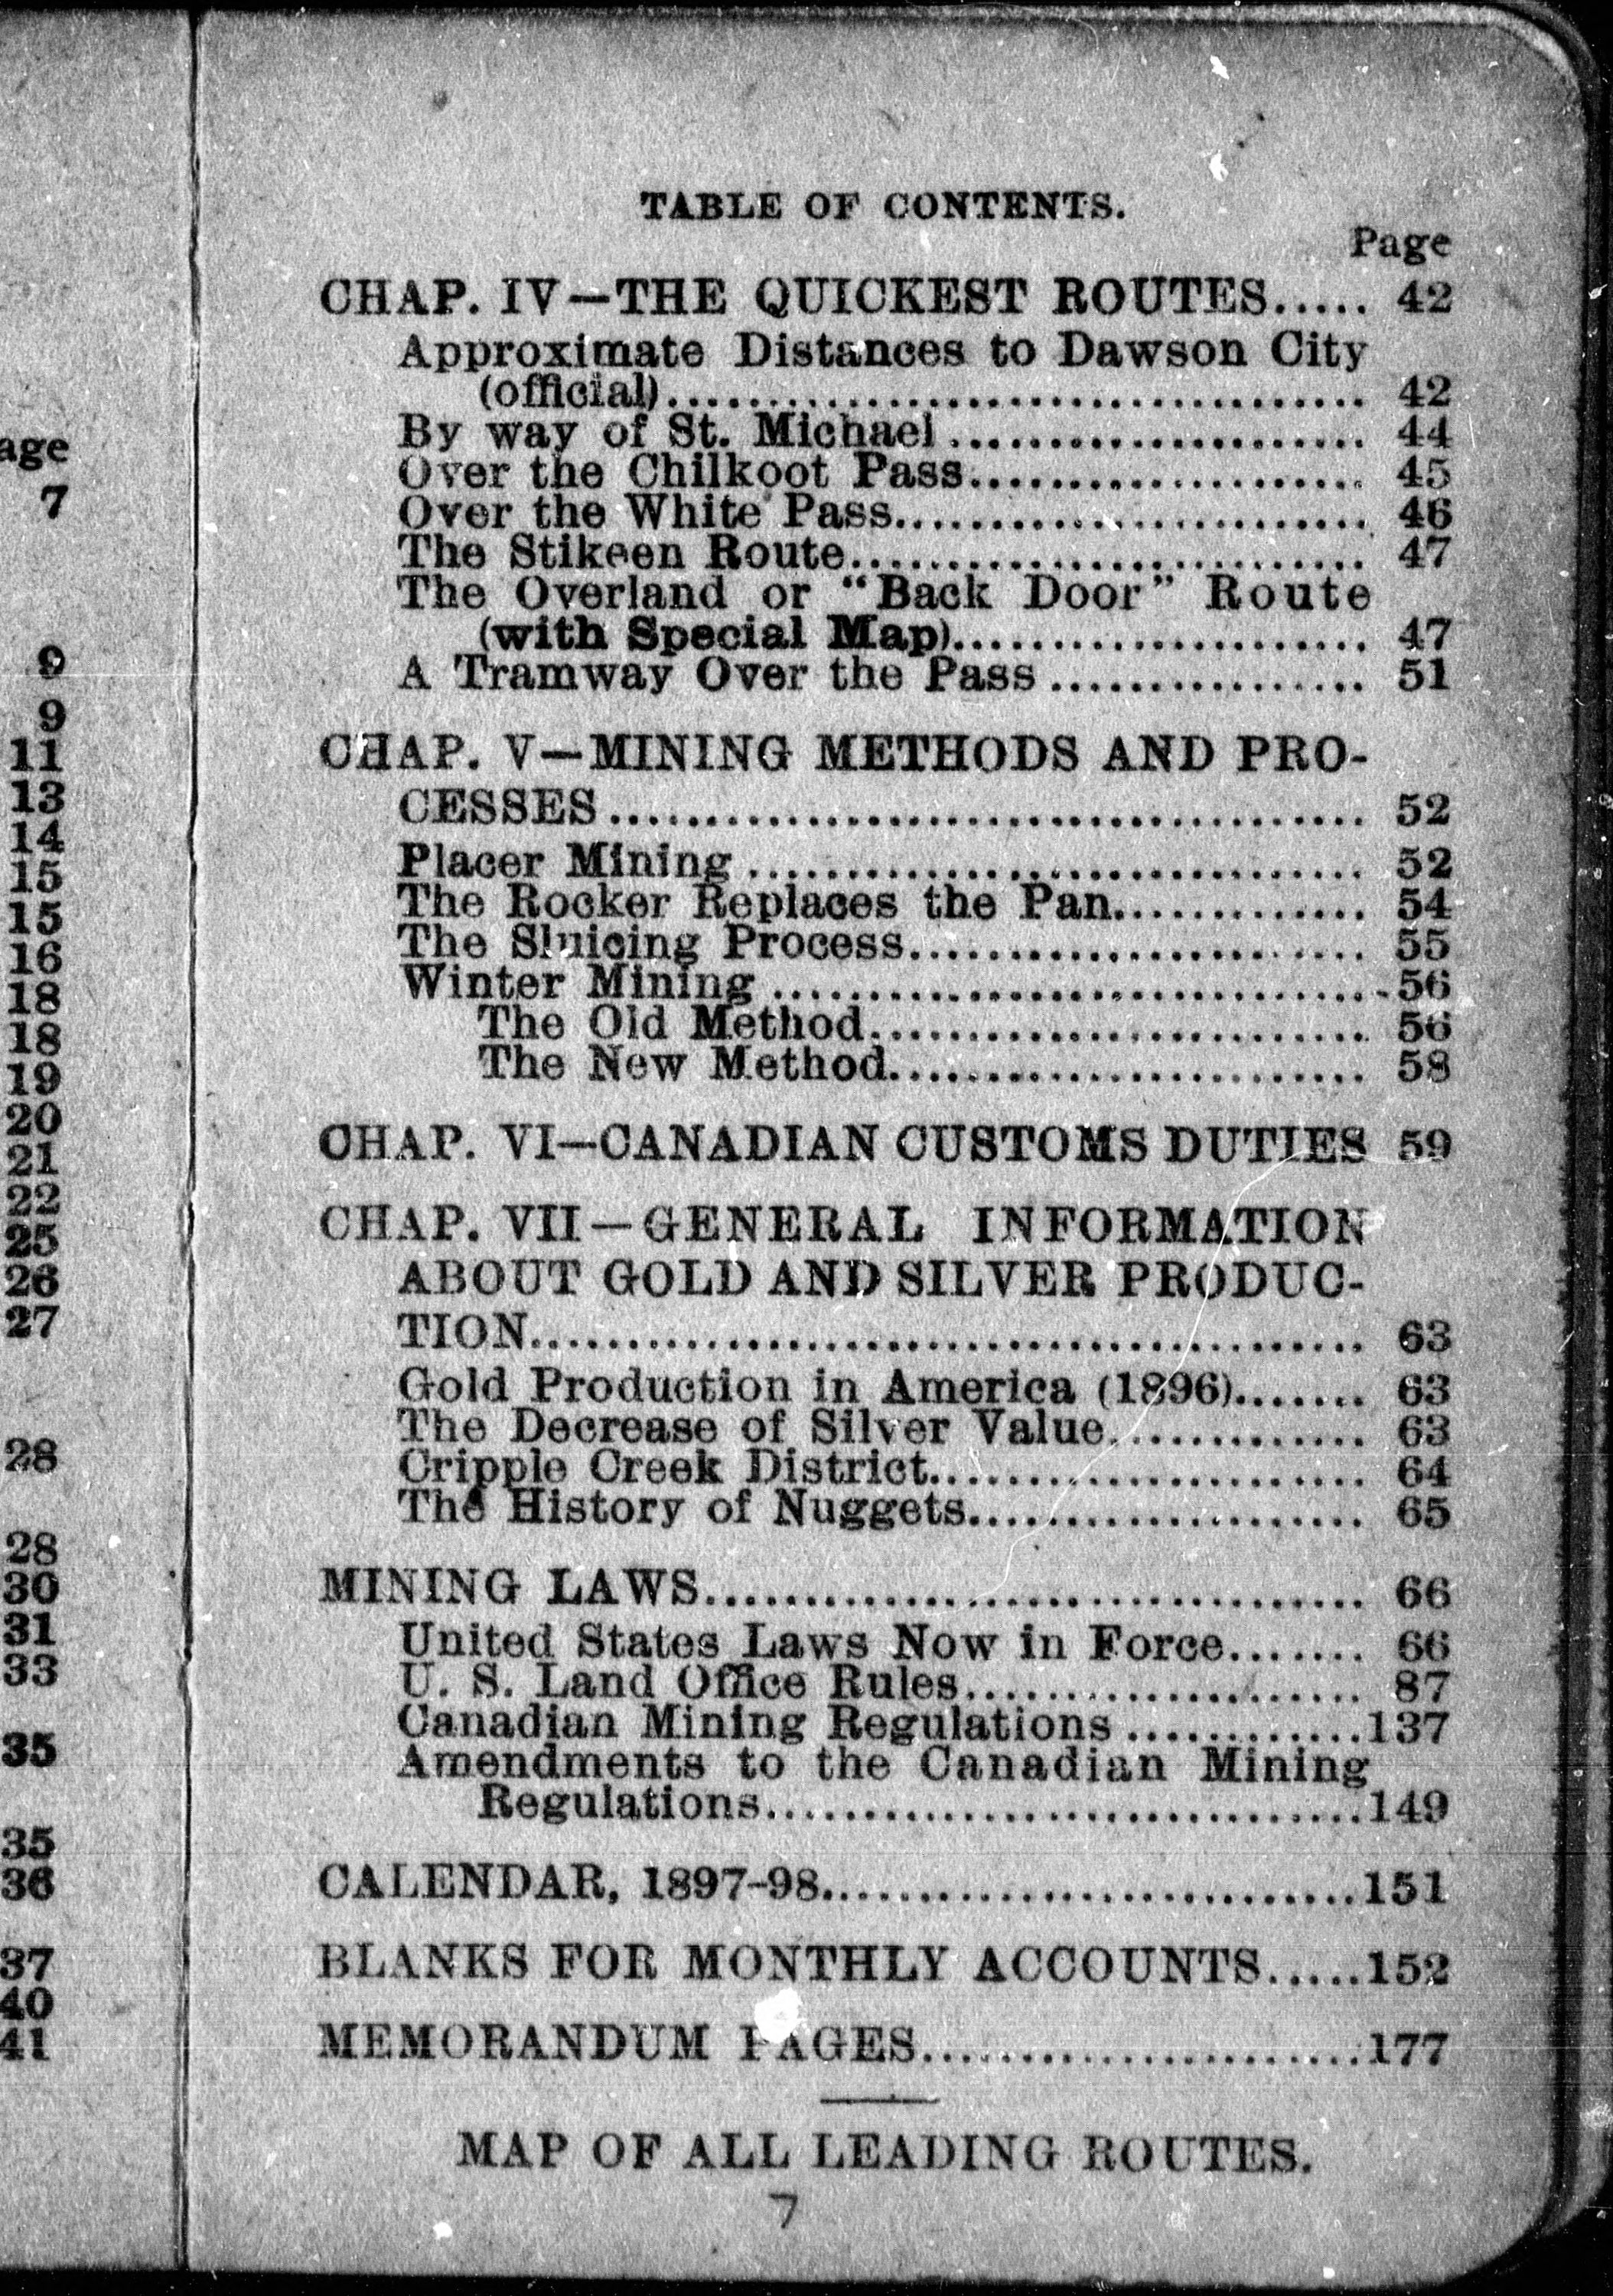 age
7
9
9
11
13
14
15
15
16
18
18
19
20
21
22
25
26
27
28
28
30
31
33
35
35
36
37
40
41
TABLE OF CONTENTS.
Page
CHAP. IV—THE QUICKEST ROUTES..... 42
Approximate Distances to Dawson City
(official)................................... 42
By way of St. Michael..................... 44
Over the Chilkoot Pass.................... 45
Over the White Pass........................ 46
The Stikeen Route.......................... 47
The Overland or "Back Door" Route
(with Special Map)..................... 47
A Tramway Over the Pass................ 51
CHAP. V—MINING METHODS AND PRO-
CESSES....................................... 52
Placer Mining................................ 52
The Rocker Replaces the Pan............. 54
The Sluicing Process....................... 55
Winter Mining............................... 56
The Old Method......................... 56
The New Method........................ 58
CHAP. VI—CANADIAN CUSTOMS DUTIES 59
CHAP. VII—GENERAL INFORMATION
ABOUT GOLD AND SILVER PRODUC-
TION.......................................... 63
Gold Production in America (1896)....... 63
The Decrease of Silver Value............. 63
Cripple Creek District...................... 64
The History of Nuggets.................... 65
MINING LAWS................................. 66
United States Laws Now in Force....... 66
U. S. Land Office Rules.................... 87
Canadian Mining Regulations............137
Amendments to the Canadian Mining
Regulations..............................149
CALENDAR, 1897-98...........................151
BLANKS FOR MONTHLY ACCOUNTS.....152
MEMORANDUM PAGES......................177
MAP OF ALL LEADING ROUTES.
7